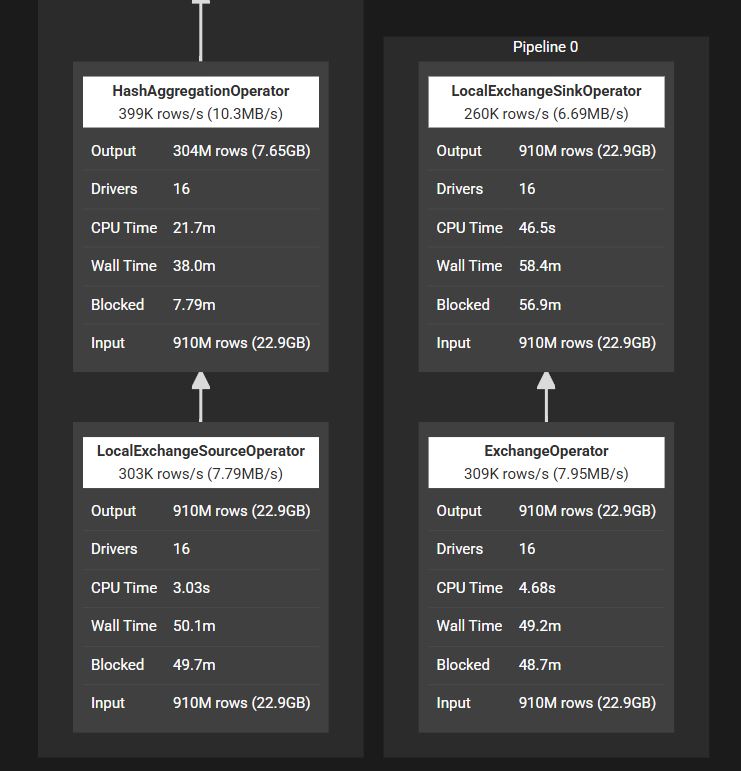 HashAggregationOperator
399K rows/s (10.3MB/s)
Output 304M rows (7.65GB)
Drivers 16
CPU Time 21.7m
Wall Time 38.0m
Blocked 7.79m
Input 910M rows (22.9GB)
LocalExchangeSourceOperator
303K rows/s (7.79MB/s)
Output 910M rows (22.9GB)
Drivers 16
CPU Time 3.03s
Wall Time 50.1m
Blocked 49.7m
Input 910M rows (22.9GB)
Pipeline 0
LocalExchangeSinkOperator
260K rows/s (6.69MB/s)
Output 910M rows (22.9GB)
Drivers 16
CPU Time 46.5s
Wall Time 58.4m
Blocked 56.9m
Input 910M rows (22.9GB)
ExchangeOperator
309K rows/s (7.95MB/s)
Output 910M rows (22.9GB)
Drivers 16
CPU Time 4.68s
Wall Time 49.2m
Blocked 48.7m
Input 910M rows (22.9GB)